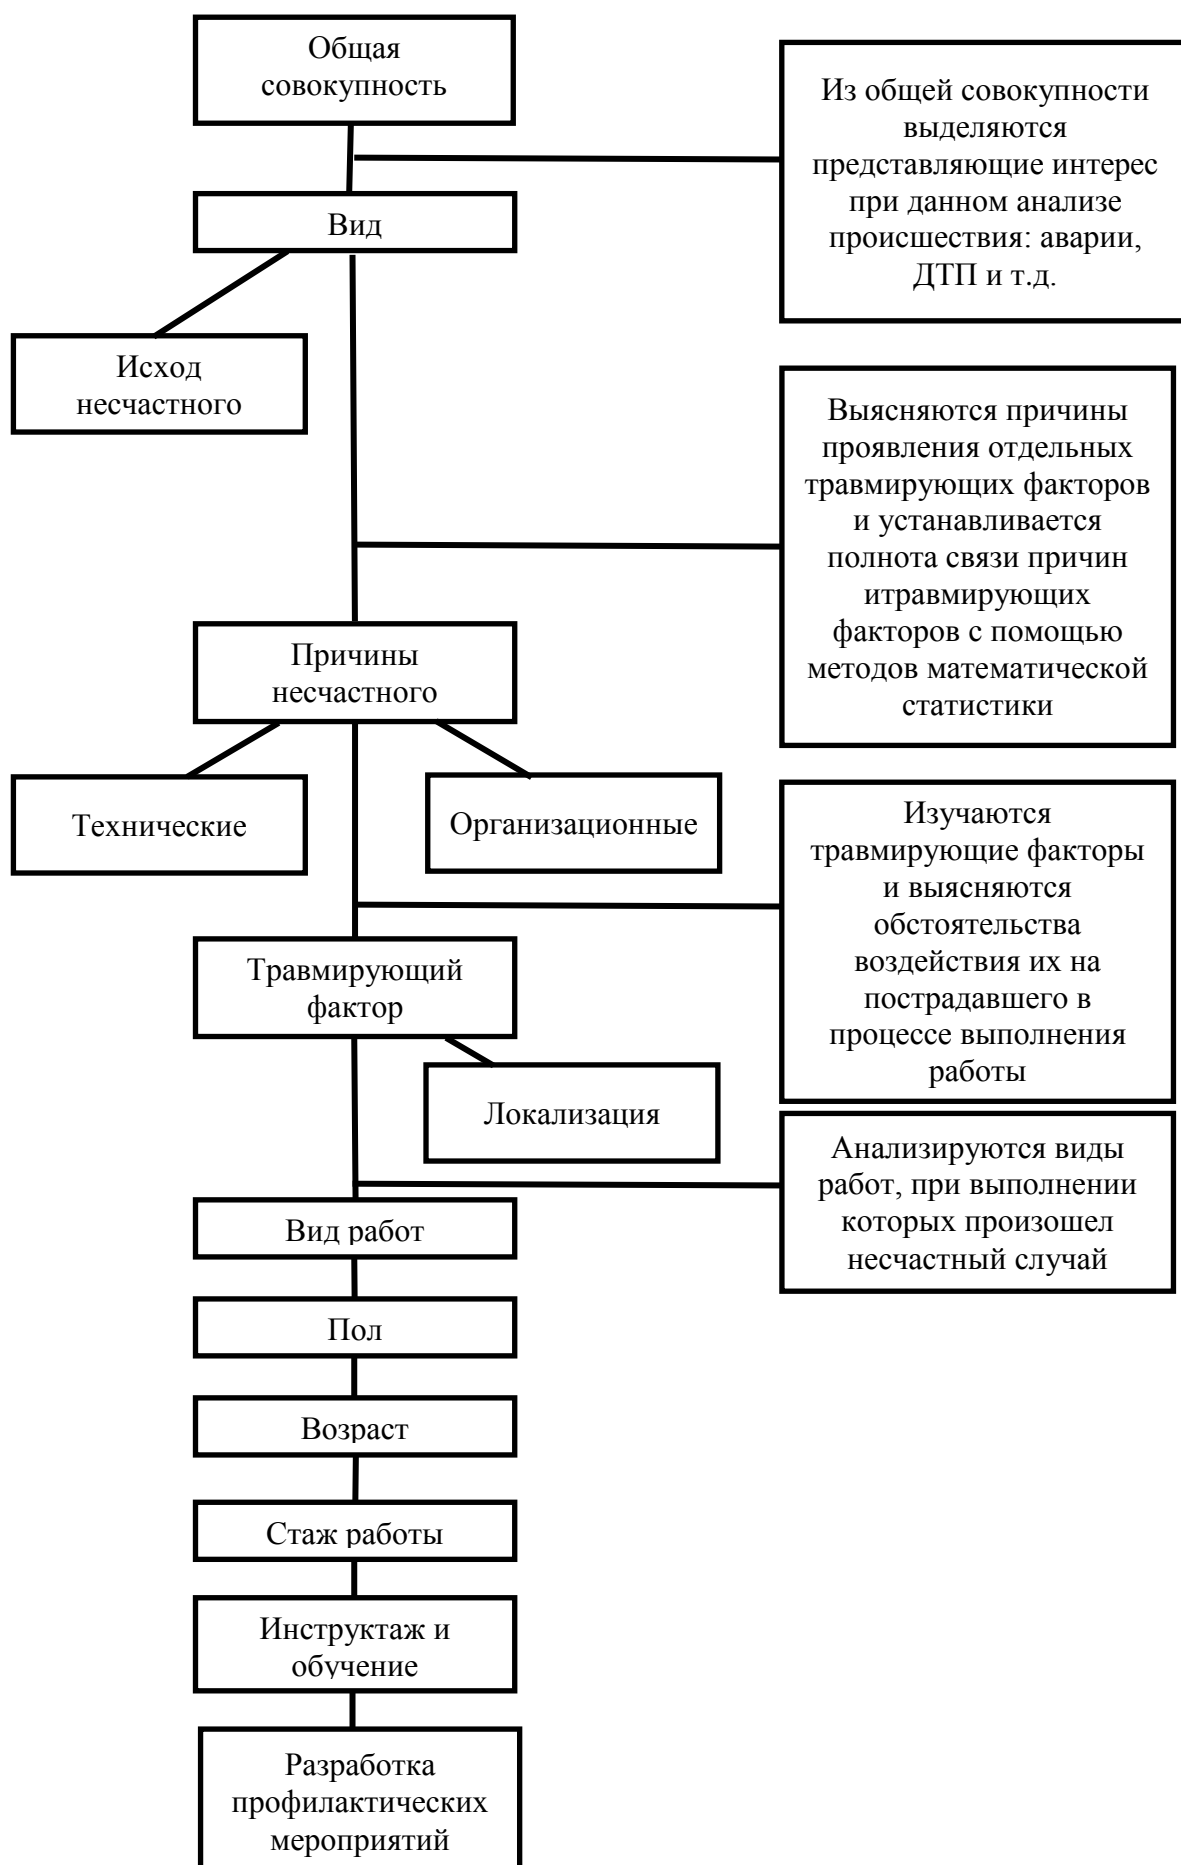 Общая
совокупность
Из общей совокупности
выделяются
представляющие интерес
при данном анализе
происшествия: аварии,
ДТП и т.д.
Вид
Исход
несчастного
Выясняются причины
проявления отдельных
травмирующих факторов
и устанавливается
полнота связи причин
итравмирующих
факторов с помощью
методов математической
статистики
Причины
несчастного
Технические
Организационные
Изучаются
травмирующие факторы
и выясняются
обстоятельства
воздействия их на
пострадавшего в
процессе выполнения
работы
Травмирующий
фактор
Локализация
Анализируются виды
работ, при выполнении
которых произошел
несчастный случай
Вид работ
Пол
Возраст
Стаж работы
Инструктаж и
обучение
Разработка
профилактических
мероприятий